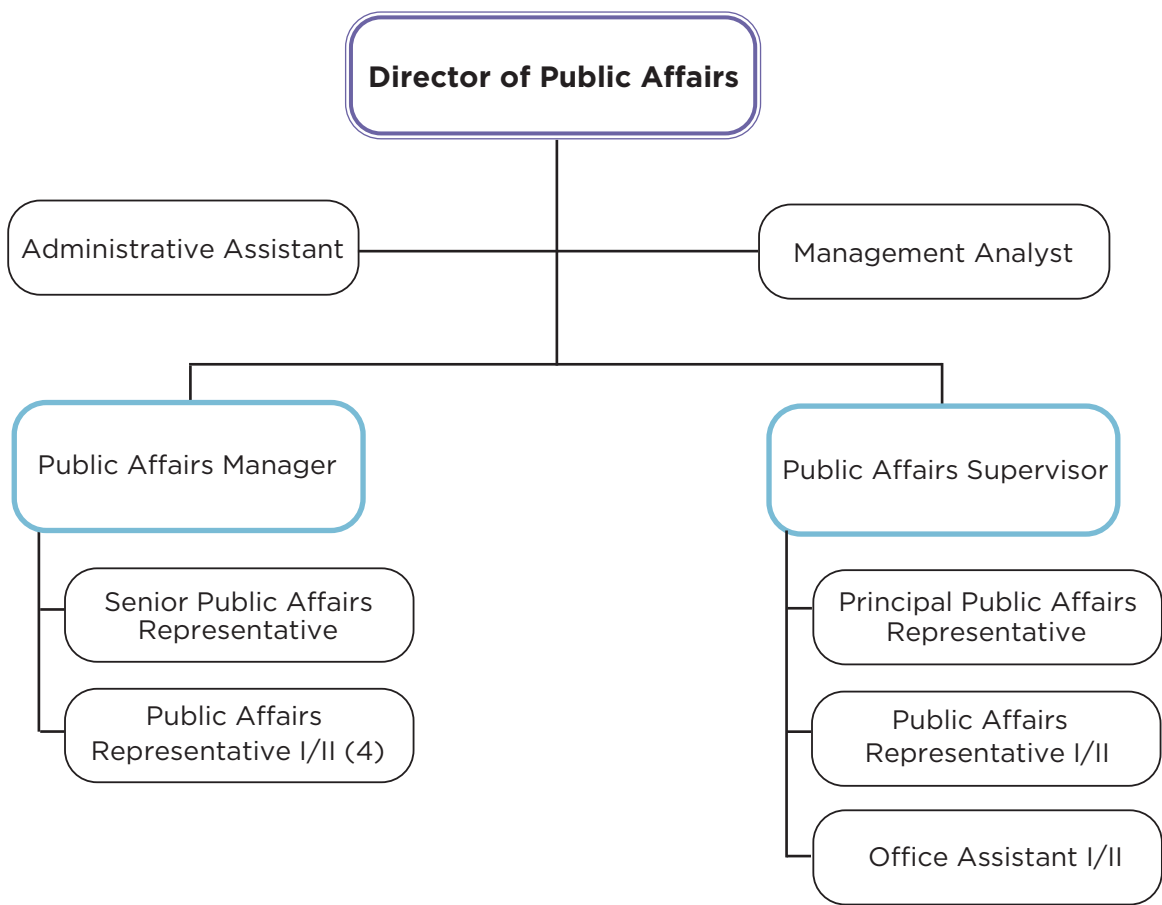 Director of Public Affairs
Administrative Assistant
Management Analyst
Public Affairs Manager
Public Affairs Supervisor
Senior Public Affairs
Representative
Public Affairs
Representative I/II (4)
Principal Public Affairs
Representative
Public Affairs
Representative I/II
Office Assistant I/II